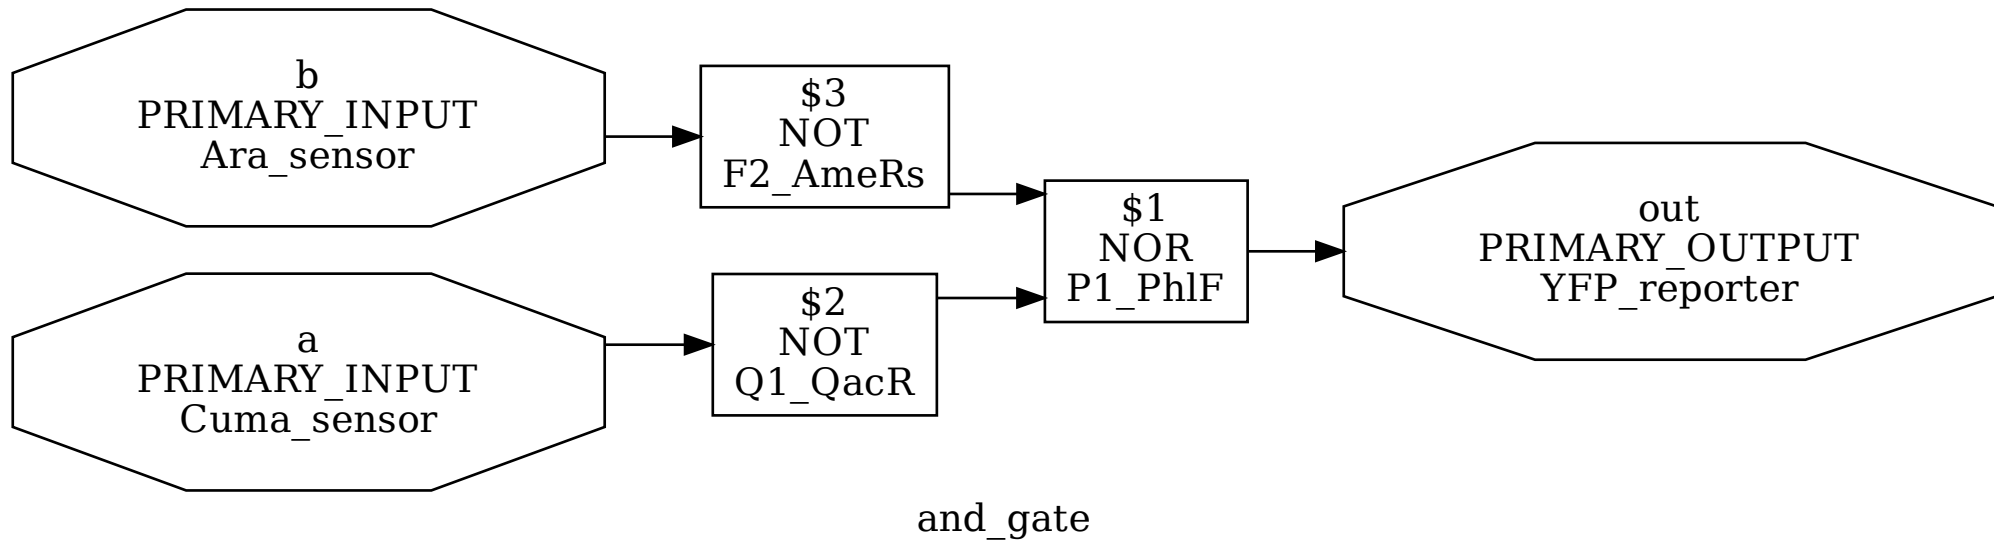 b
PRIMARY_INPUT
Ara_sensor
$3
NOT
F2_AmeRs
a
PRIMARY_INPUT
Cuma_sensor
$2
NOT
Q1_QacR
$1
NOR
P1_PhlF
out
PRIMARY_OUTPUT
YFP_reporter
and_gate